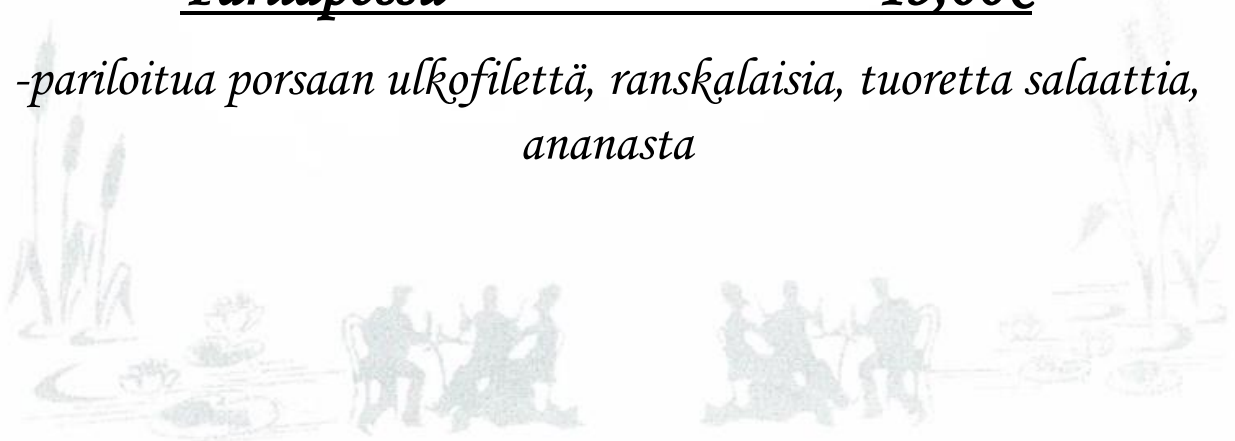 -pariloitua porsaan ulkofilettä, ranskalaisia, tuoretta salaattia,
ananasta